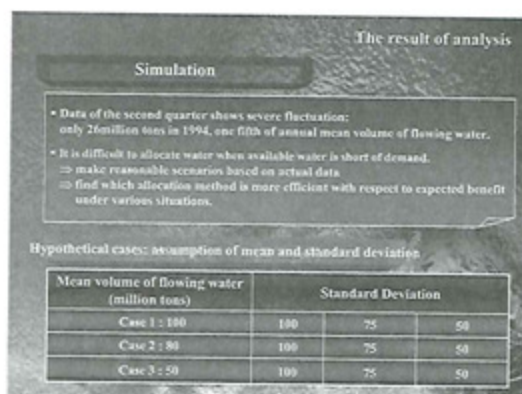 The result of analysis
Simulation
• Data of the second quarter shows severe fluctuation:
only 26million tons in 1994, one fifth of annual mean volume of flowing water.
• It is difficult to allocate water when available water is short of demand.
⇒ make reasonable scenarios based on actual data
⇒ find which allocation method is more efficient with respect to expected benefit
under various situations.
Hypothetical cases: assumption of mean and standard deviation
Mean volume of flowing water Standard Deviation
(million tons)
Case 1 : 100 100 75 50
Case 2 : 80 100 75 50
Case 3 : 50 100 75 50